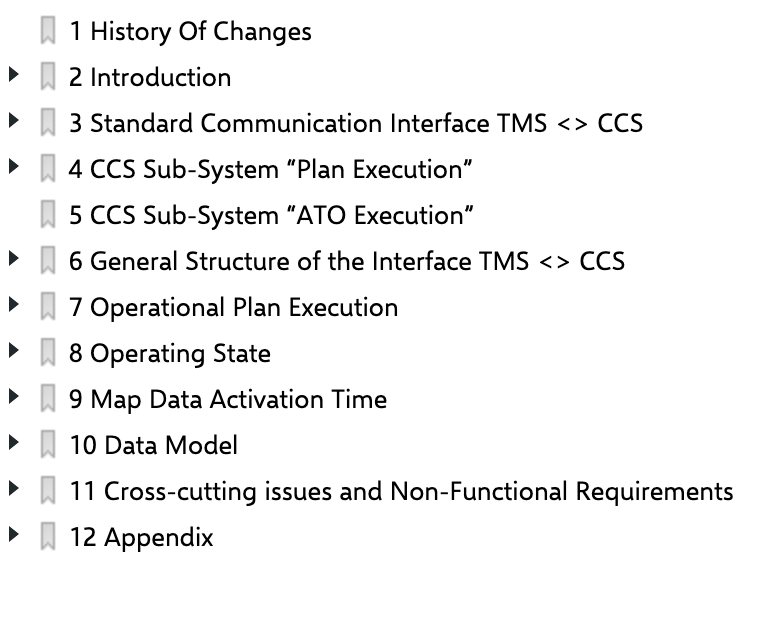 1 History Of Changes
2 Introduction
3 Standard Communication Interface TMS <> CCS
4 CCS Sub-System “Plan Execution”
5 CCS Sub-System “ATO Execution”
6 General Structure of the Interface TMS <> CCS
7 Operational Plan Execution
8 Operating State
9 Map Data Activation Time
10 Data Model
11 Cross-cutting issues and Non-Functional Requirements
12 Appendix